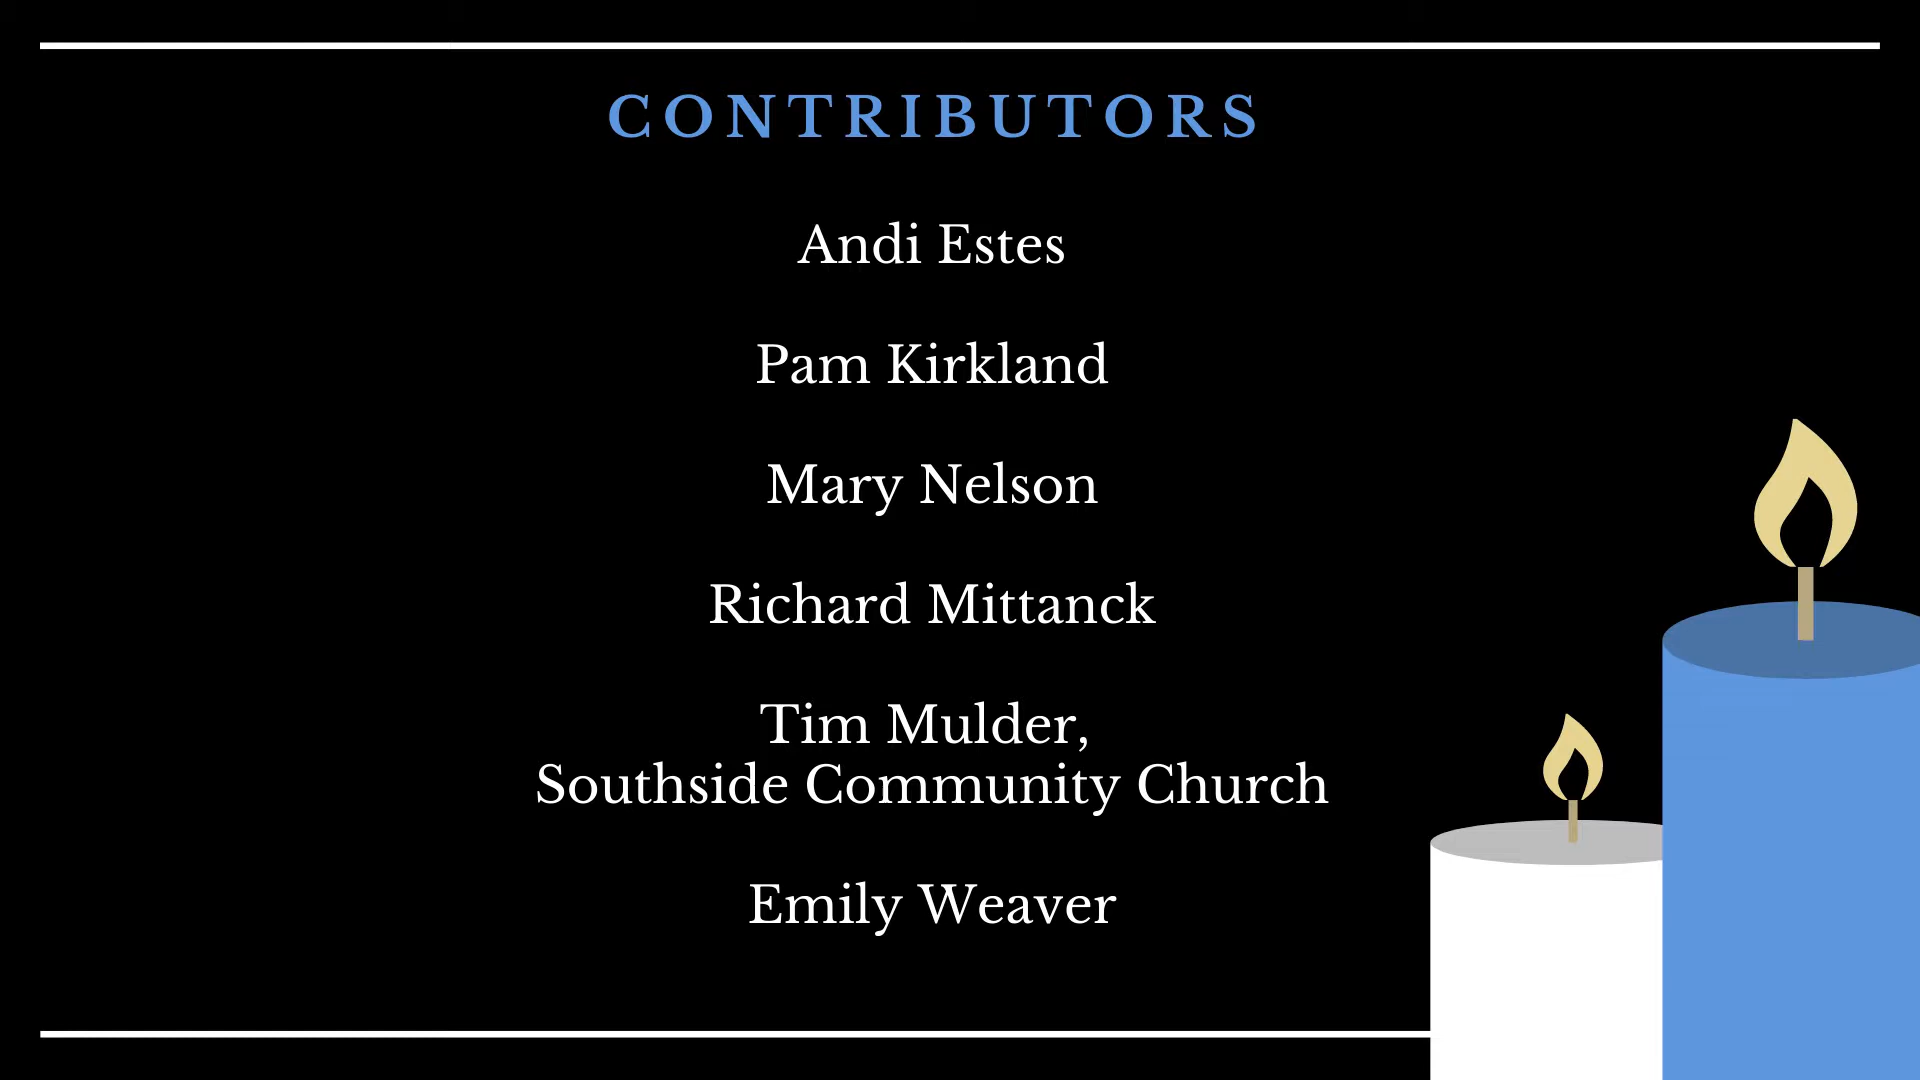 CONTRIBUTORS
Andi Estes
Pam Kirkland
Mary Nelson
Richard Mittanck
Tim Mulder,
Southside Community Church
Emily Weaver